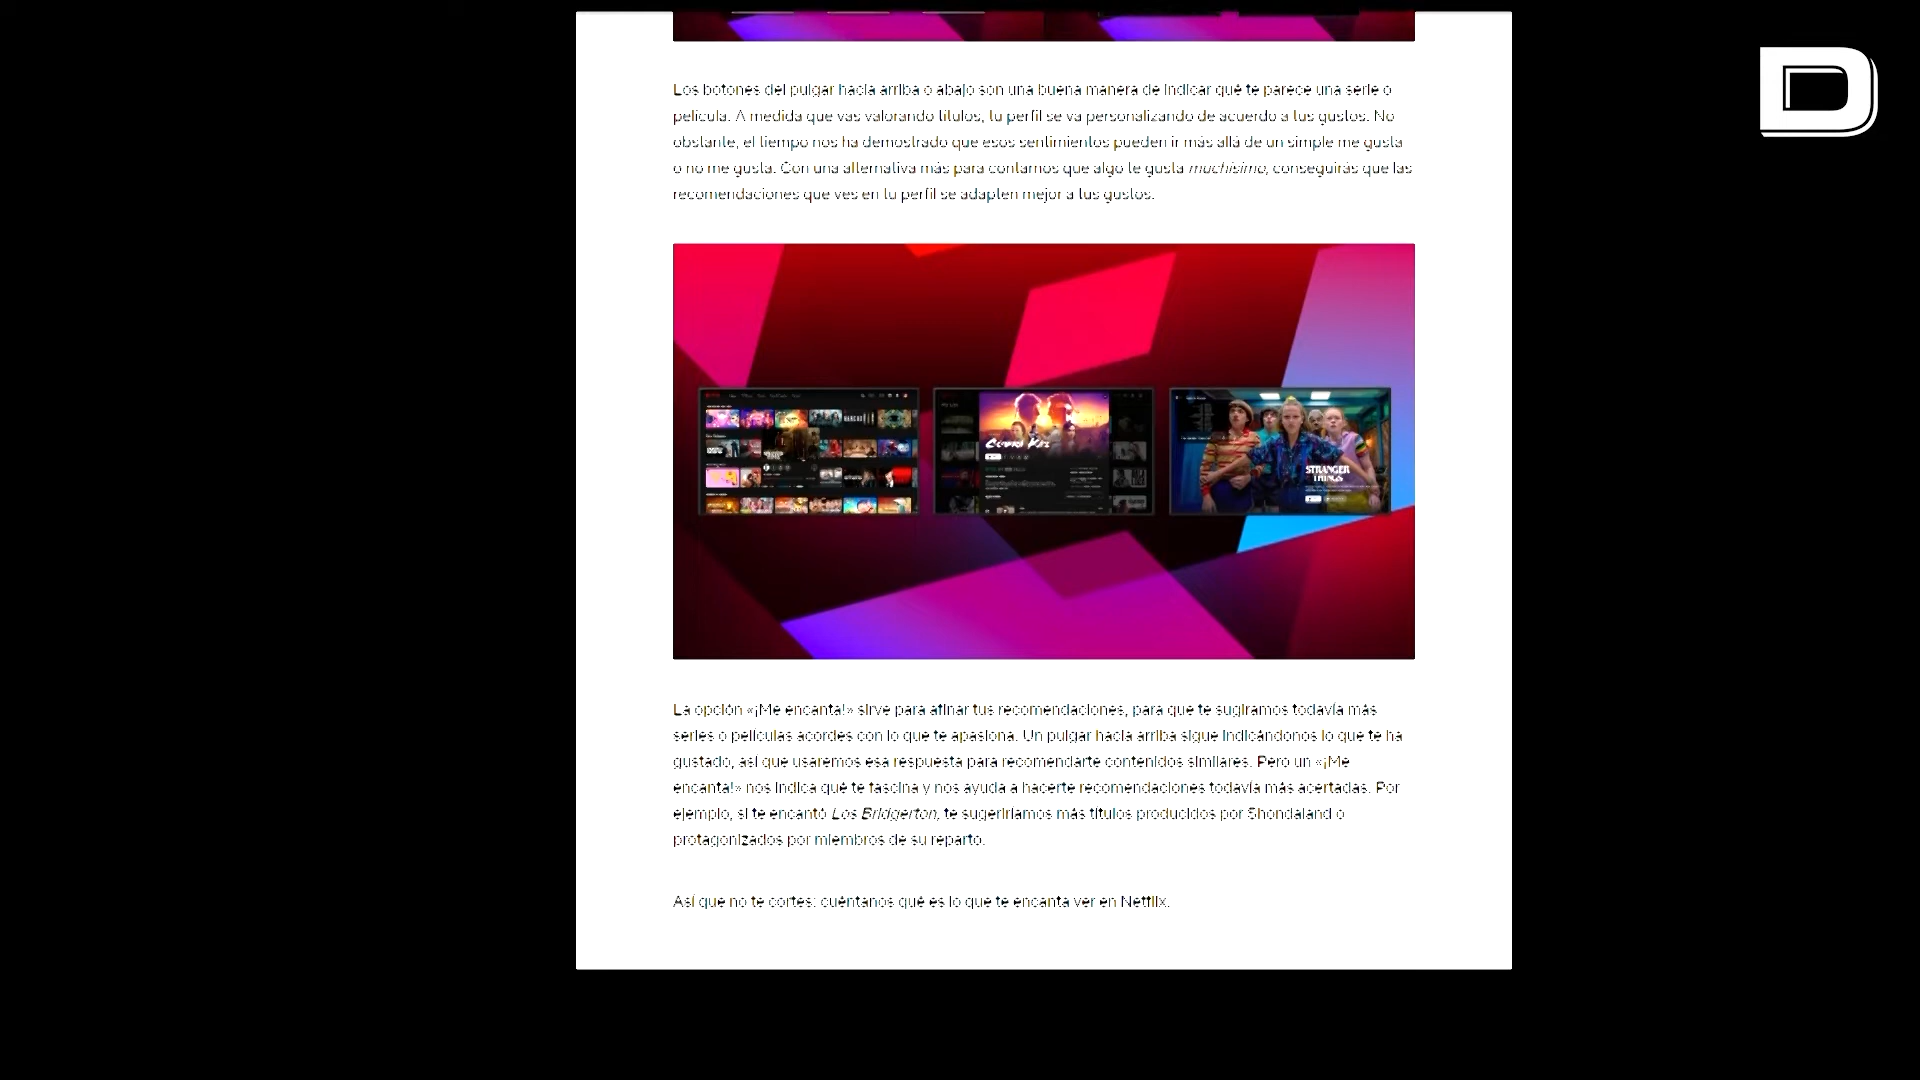 D
Los botones del pulgar hacia arriba o abajo son una buena manera de indicar qué te parece una serie o
película. A medida que vas valorando títulos, tu perfil se va personalizando de acuerdo a tus gustos. No
obstante, el tiempo nos ha demostrado que esos sentimientos pueden ir más allá de un simple me gusta
o no me gusta. Con una alternativa más para contarnos que algo te gusta muchísimo, conseguirás que las
recomendaciones que ves en tu perfil se adapten mejor a tus gustos.
STRANGER
THINGS
La opción «¡Me encanta!» sirve para afinar tus recomendaciones, para que te sugiramos todavía más
series o películas acordes con lo que te apasiona. Un pulgar hacia arriba sigue indicándonos lo que te ha
gustado, así que usaremos esa respuesta para recomendarte contenidos similares. Pero un «¡Me
encanta!» nos indica qué te fascina y nos ayuda a hacerte recomendaciones todavía más acertadas. Por
ejemplo, si te encantó Los Bridgerton, te sugeriríamos más títulos producidos por Shondaland o
protagonizados por miembros de su reparto.
Así que no te cortes: cuéntanos qué es lo que te encanta ver en Netflix.